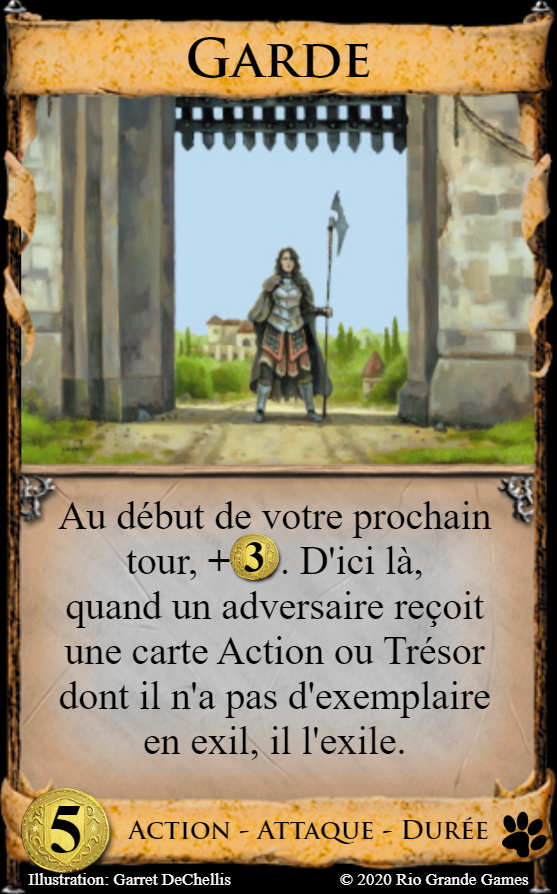 Garde
Au début de votre prochain
tour, +3. D'ici là,
quand un adversaire reçoit
une carte Action ou Trésor
dont il n'a pas d'exemplaire
en exil, il l'exile.
5
Action - Attaque - Durée
Illustration: Garret DeChellis
© 2020 Rio Grande Games